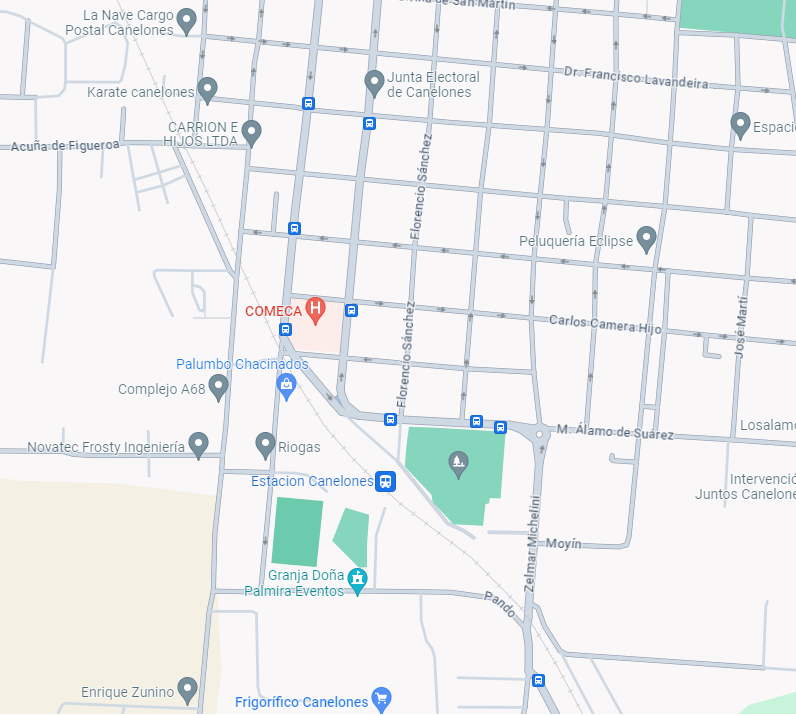 de San Martín
La Nave Cargo
Postal Canelones
Junta Electoral
de Canelones
Dr. Francisco Lavandeira
Karate canelones
CARRION E
HIJOS LTDA
Espacio
Acuña de Figueroa
Florencio Sánchez
Peluquería Eclipse
COMECA
H
Carlos Camera Hijo
José Martí
Florencio Sánchez
Palumbo Chacinados
Complejo A68
M. Álamo de Suárez
Losalamo
Novatec Frosty Ingeniería
Riogas
Estacion Canelones
Intervenció
Juntos Canelone
Zelmar Michelini
Moyín
Granja Doña
Palmira Eventos
Pando
Enrique Zunino
Frigorífico Canelones